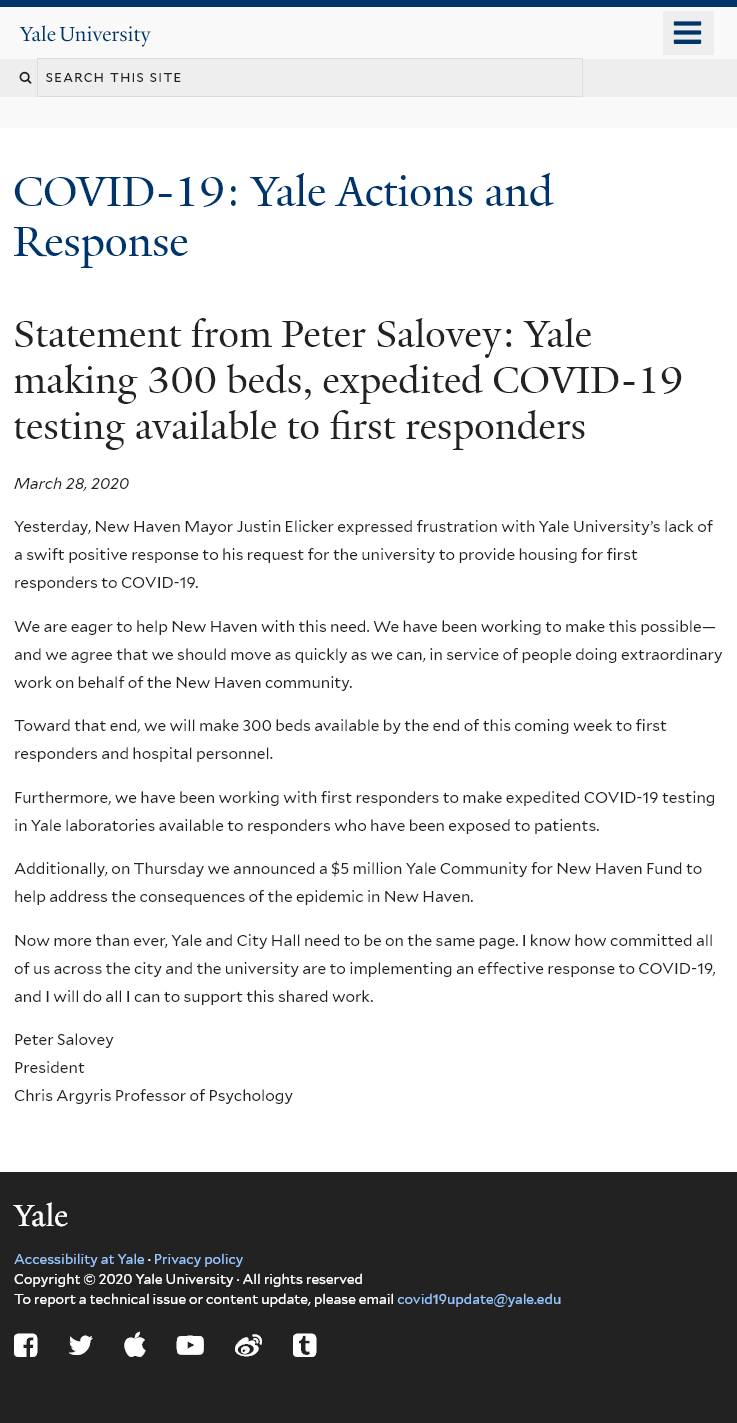 Yale University
SEARCH THIS SITE
COVID-19: Yale Actions and
Response
Statement from Peter Salovey: Yale
making 300 beds, expedited COVID-19
testing available to first responders
March 28, 2020
Yesterday, New Haven Mayor Justin Elicker expressed frustration with Yale University’s lack of
a swift positive response to his request for the university to provide housing for first
responders to COVID-19.
We are eager to help New Haven with this need. We have been working to make this possible—
and we agree that we should move as quickly as we can, in service of people doing extraordinary
work on behalf of the New Haven community.
Toward that end, we will make 300 beds available by the end of this coming week to first
responders and hospital personnel.
Furthermore, we have been working with first responders to make expedited COVID-19 testing
in Yale laboratories available to responders who have been exposed to patients.
Additionally, on Thursday we announced a $5 million Yale Community for New Haven Fund to
help address the consequences of the epidemic in New Haven.
Now more than ever, Yale and City Hall need to be on the same page. I know how committed all
of us across the city and the university are to implementing an effective response to COVID-19,
and I will do all I can to support this shared work.
Peter Salovey
President
Chris Argyris Professor of Psychology
Yale
Accessibility at Yale · Privacy policy
Copyright © 2020 Yale University · All rights reserved
To report a technical issue or content update, please email covid19update@yale.edu